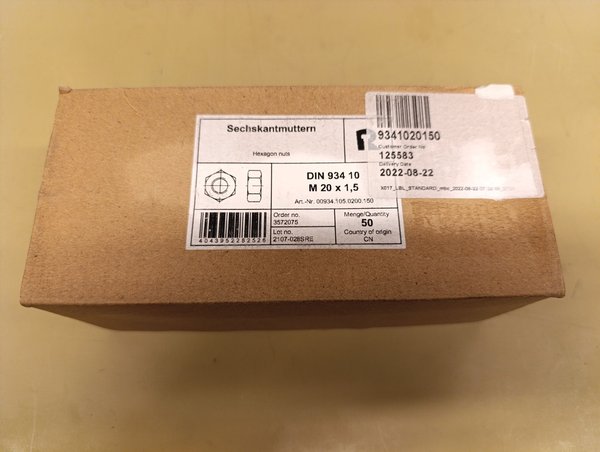 Sechskantmuttern
Hexagon nuts
DIN 934 10
M 20 x 1,5
Art.-Nr. 00934.105.0200.150
4043952252526
Order no.
3572075
Lot no.
2107-028SRE
Menge/Quantity
50
Country of origin
CN
9341020150
Customer Order No
125583
Delivery Date
2022-08-22